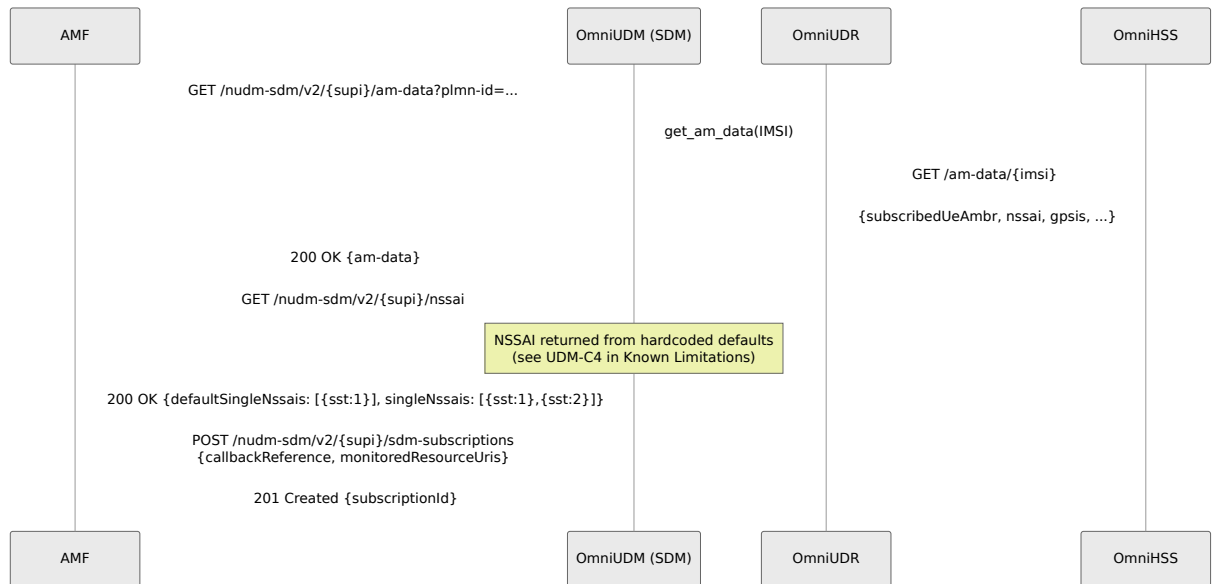 AMF
OmniUDM (SDM)
OmniUDR
OmniHSS
GET /nudm-sdm/v2/{supi}/am-data?plmn-id=...
get_am_data(IMSI)
GET /am-data/{imsi}
{subscribedUeAmbr, nssai, gpsis, ...}
200 OK {am-data}
GET /nudm-sdm/v2/{supi}/nssai
NSSAI returned from hardcoded defaults
(see UDM-C4 in Known Limitations)
200 OK {defaultSingleNssais: [{sst:1}], singleNssais: [{sst:1},{sst:2}]}
POST /nudm-sdm/v2/{supi}/sdm-subscriptions
{callbackReference, monitoredResourceUris}
201 Created {subscriptionId}
AMF
OmniUDM (SDM)
OmniUDR
OmniHSS